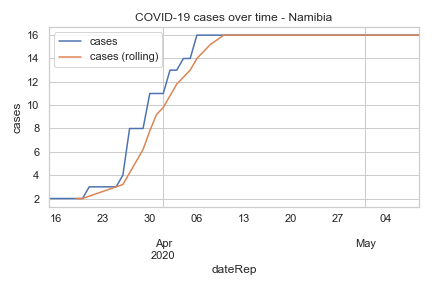 COVID-19 cases over time - Namibia
cases
cases (rolling)
cases
16
14
12
10
8
6
4
2
16 23 30 06 13 20 27 04
Apr May
2020
dateRep